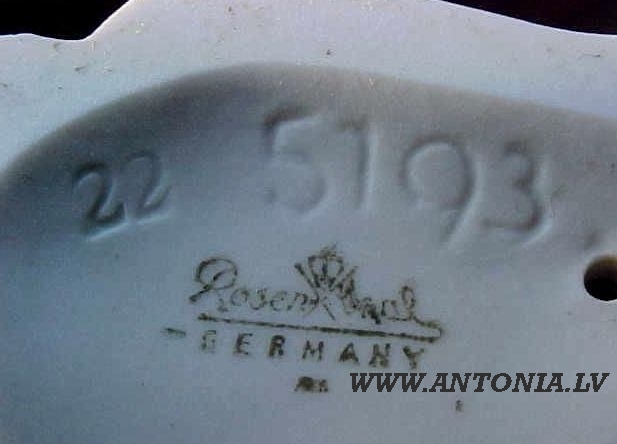 22 5193
Rosenthal
GERMANY
WWW.ANTONIA.LV